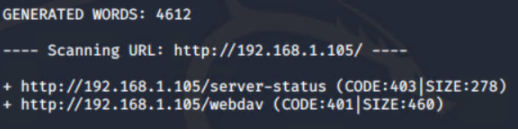 GENERATED WORDS: 4612
---- Scanning URL: http://192.168.1.105/ ----
+ http://192.168.1.105/server-status (CODE:403|SIZE:278)
+ http://192.168.1.105/webdav (CODE:401|SIZE:460)